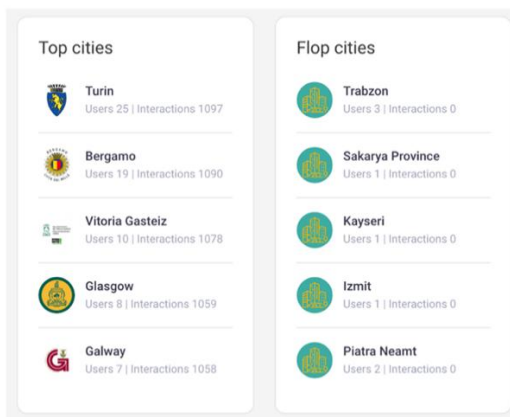 Top cities
Turin
Users 25 | Interactions 1097
Bergamo
Users 19 | Interactions 1090
Vitoria Gasteiz
Users 10 | Interactions 1078
Glasgow
Users 8 | Interactions 1059
Galway
Users 7 | Interactions 1058
Flop cities
Trabzon
Users 3 | Interactions 0
Sakarya Province
Users 1 | Interactions 0
Kayseri
Users 1 | Interactions 0
Izmit
Users 1 | Interactions 0
Piatra Neamt
Users 2 | Interactions 0